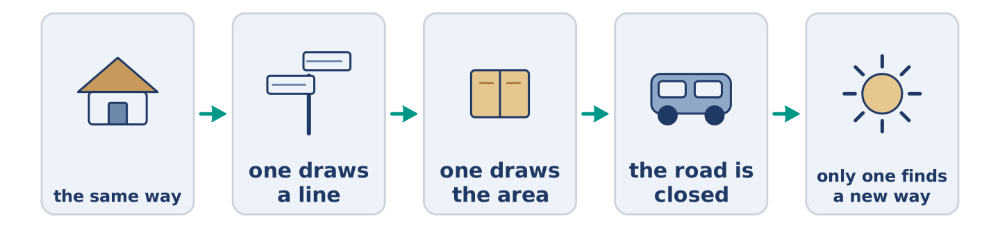 the same way
one draws
a line
one draws
the area
the road is
closed
only one finds
a new way